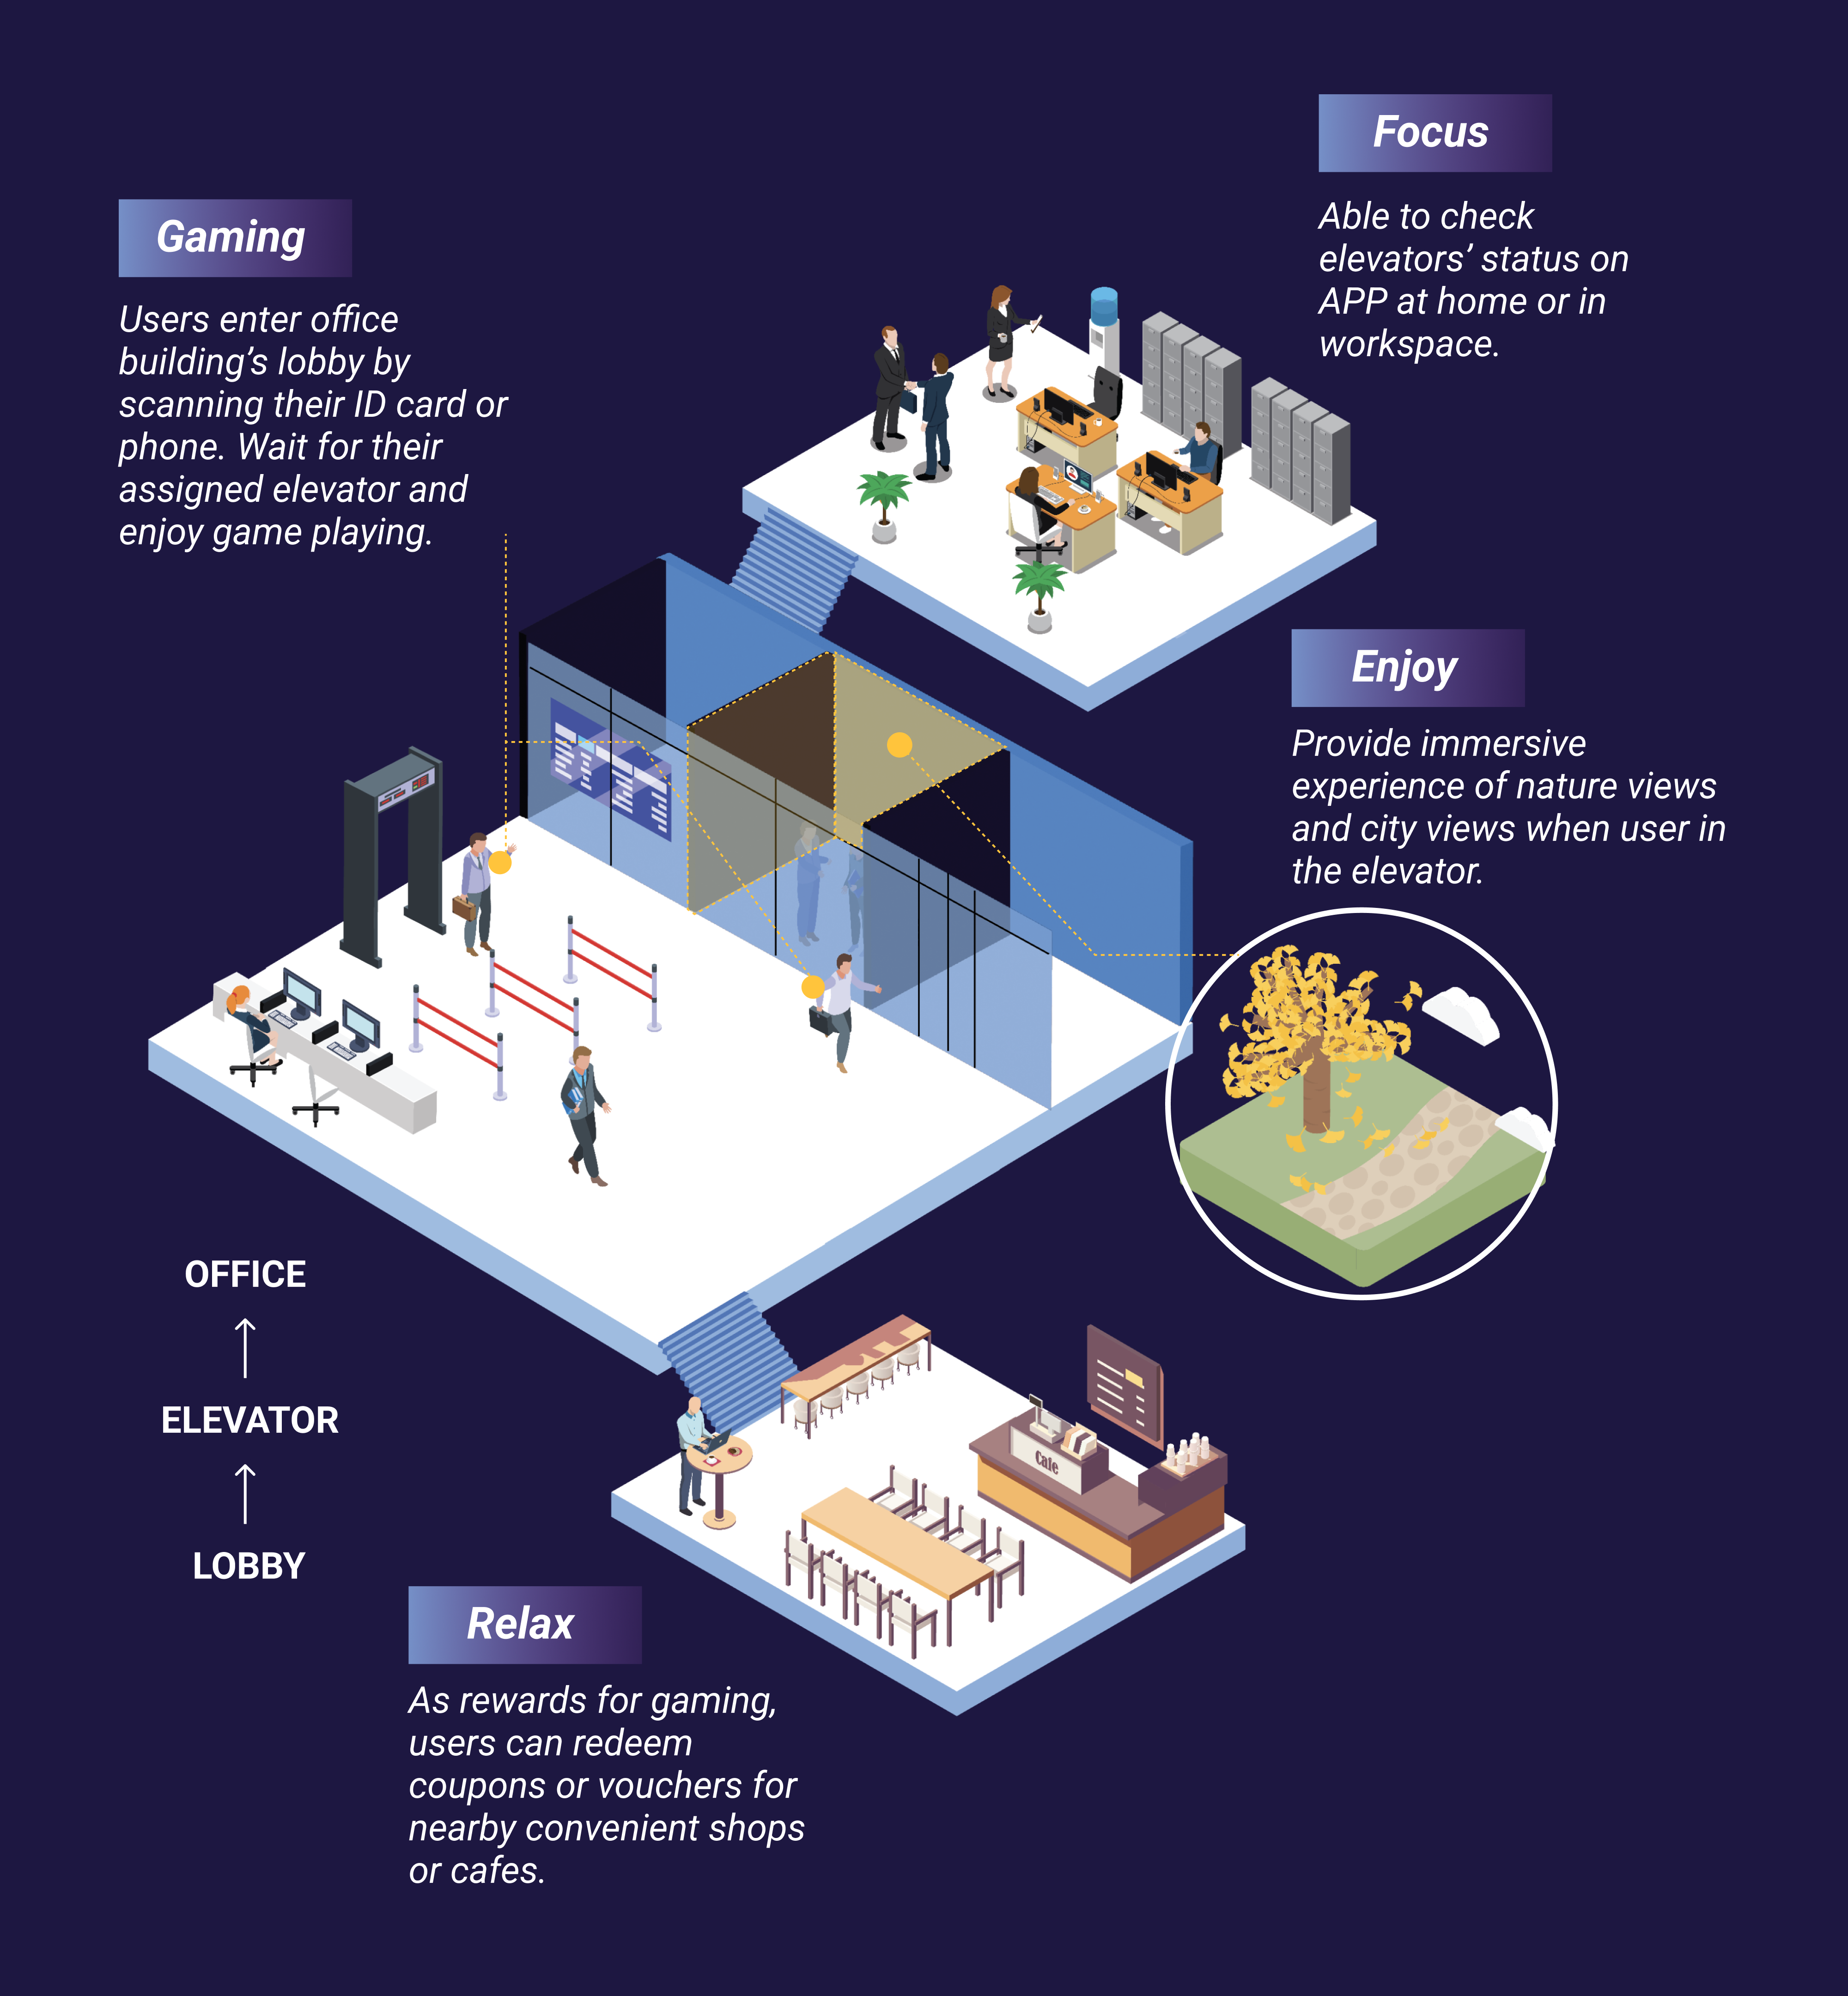 Focus
Able to check
elevators’ status on
APP at home or in
workspace.
Gaming
Users enter office
building’s lobby by
scanning their ID card or
phone. Wait for their
assigned elevator and
enjoy game playing.
Enjoy
Provide immersive
experience of nature views
and city views when user in
the elevator.
OFFICE
ELEVATOR
LOBBY
Cafe
Relax
As rewards for gaming,
users can redeem
coupons or vouchers for
nearby convenient shops
or cafes.